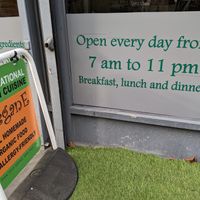 ingredients
Open every day from
7 am to 11 pm
Breakfast, lunch and dinner
CUISINE
HOMEMADE
ORGANIC FOOD
ALLERGY-FRIENDLY